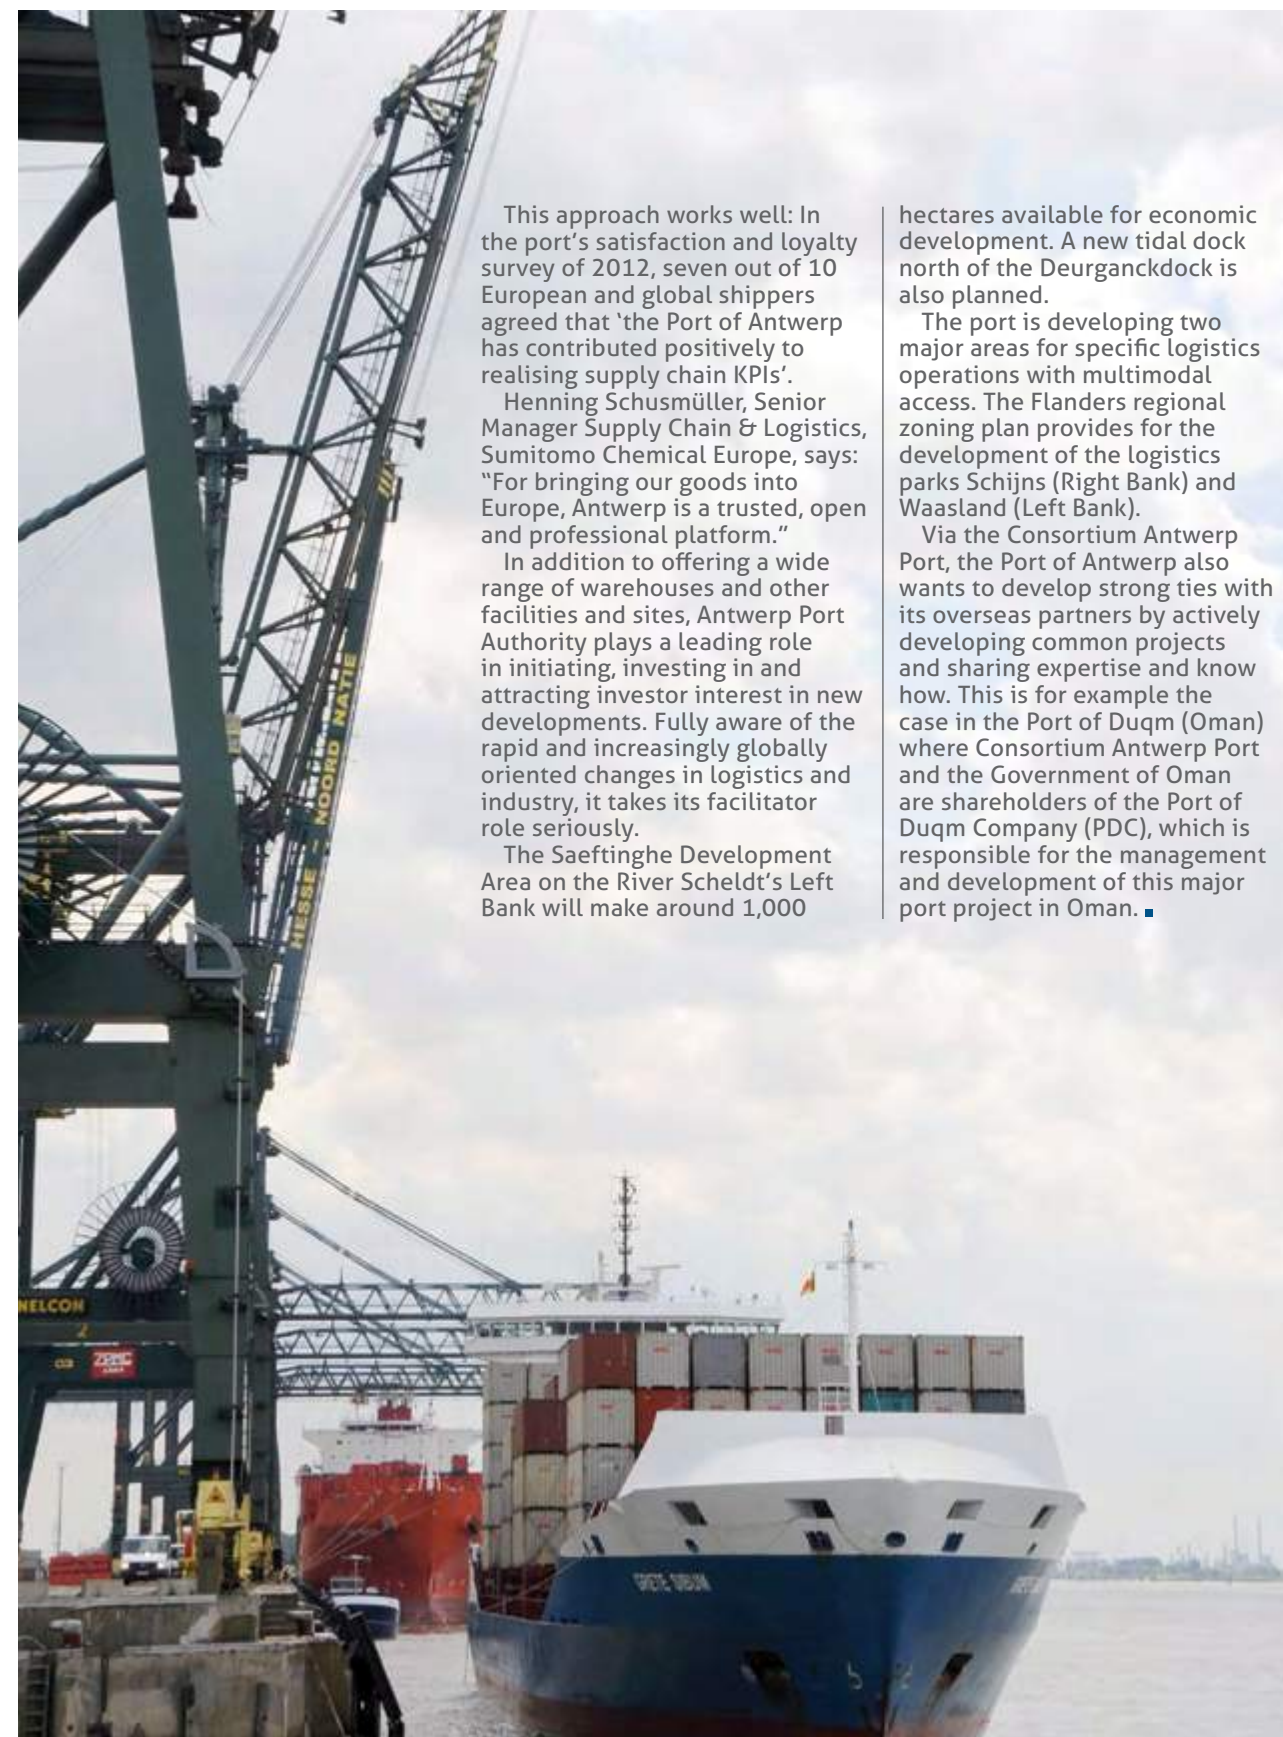 This approach works well: In
the port's satisfaction and loyalty
survey of 2012, seven out of 10
European and global shippers
agreed that ‘the Port of Antwerp
has contributed positively to
realising supply chain KPIs’.
Henning Schusmüller, Senior
Manager Supply Chain & Logistics,
Sumitomo Chemical Europe, says:
“For bringing our goods into
Europe, Antwerp is a trusted, open
and professional platform.”
In addition to offering a wide
range of warehouses and other
facilities and sites, Antwerp Port
Authority plays a leading role
in initiating, investing in and
attracting investor interest in new
developments. Fully aware of the
rapid and increasingly globally
oriented changes in logistics and
industry, it takes its facilitator
role seriously.
The Saeftinghe Development
Area on the River Scheldt's Left
Bank will make around 1,000
hectares available for economic
development. A new tidal dock
north of the Deurganckdock is
also planned.
The port is developing two
major areas for specific logistics
operations with multimodal
access. The Flanders regional
zoning plan provides for the
development of the logistics
parks Schijns (Right Bank) and
Waasland (Left Bank).
Via the Consortium Antwerp
Port, the Port of Antwerp also
wants to develop strong ties with
its overseas partners by actively
developing common projects
and sharing expertise and know
how. This is for example the
case in the Port of Duqm (Oman)
where Consortium Antwerp Port
and the Government of Oman
are shareholders of the Port of
Duqm Company (PDC), which is
responsible for the management
and development of this major
port project in Oman.
HESSE - NOORD NATIE
NELCON
2
03
ZPMC
GRETE SIBUM